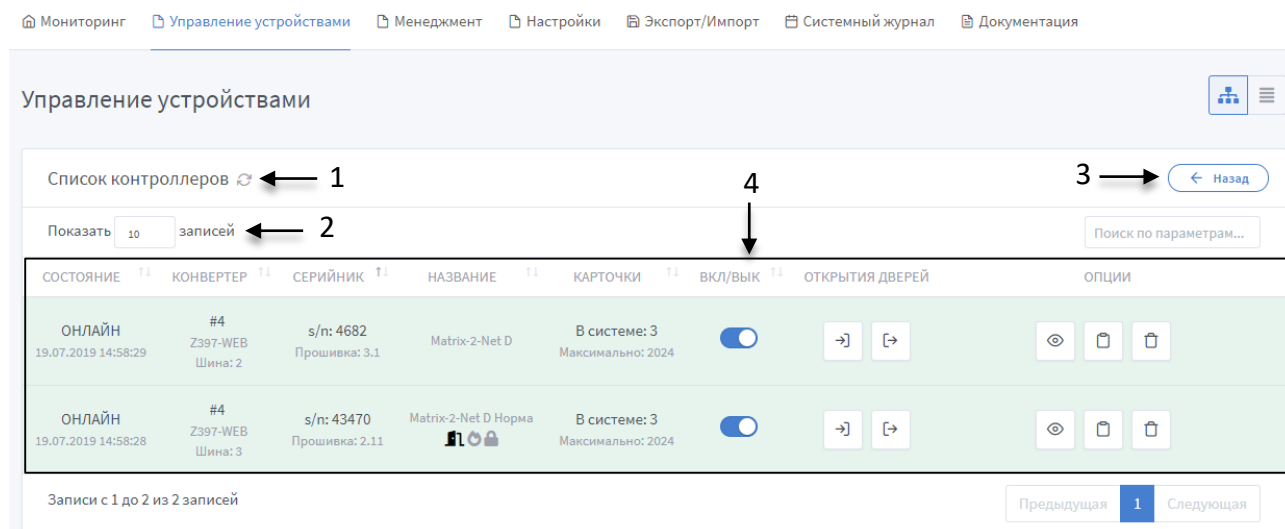 Мониторинг Управление устройствами Менеджмент Настройки Экспорт/Импорт Системный журнал Документация
Управление устройствами
Список контроллеров 1 3 Назад
4
Показать 10 записей 2 Поиск по параметрам...
СОСТОЯНИЕ КОНВЕРТЕР СЕРИЙНИК НАЗВАНИЕ КАРТОЧКИ ВКЛ/ВЫК ОТКРЫТИЯ ДВЕРЕЙ ОПЦИИ
ОНЛАЙН #4 s/n: 4682 Matrix-2-Net D В системе: 3
19.07.2019 14:58:29 Z397-WEB Прошивка: 3.1 Максимально: 2024
Шина: 2
ОНЛАЙН #4 s/n: 43470 Matrix-2-Net D Норма В системе: 3
19.07.2019 14:58:28 Z397-WEB Прошивка: 2.11 Максимально: 2024
Шина: 3
Записи с 1 до 2 из 2 записей Предыдущая 1 Следующая